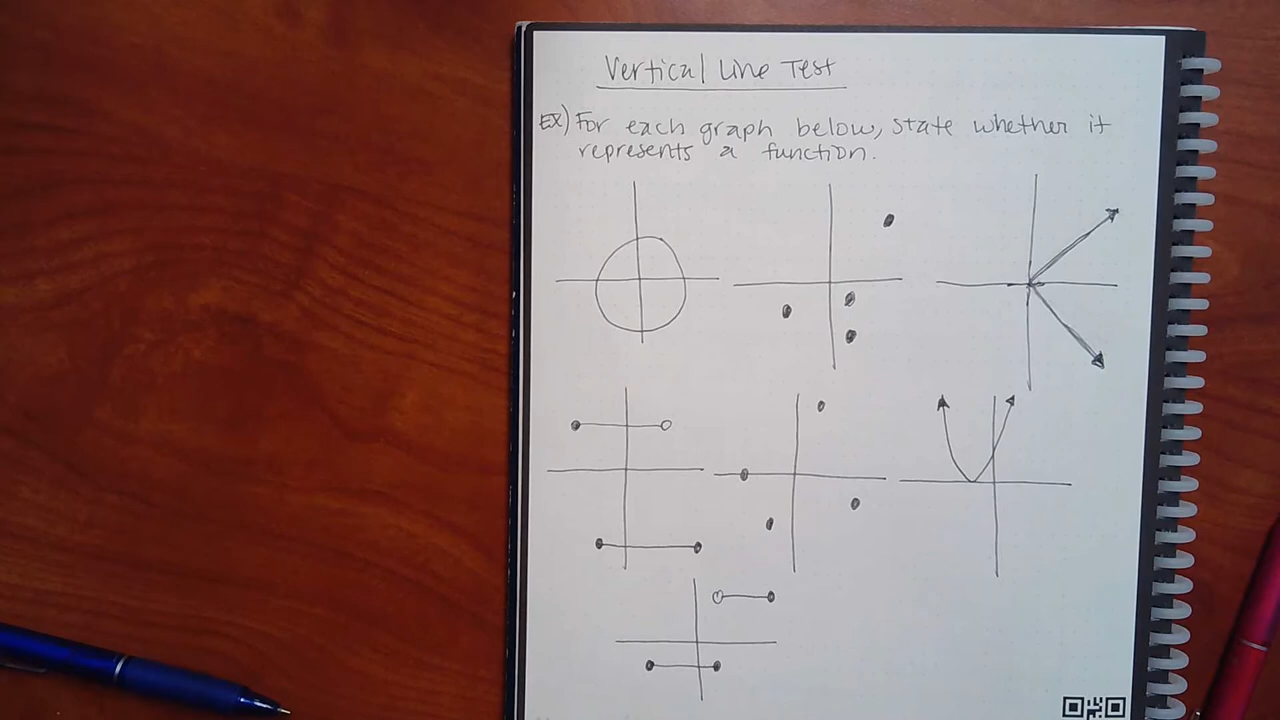 Vertical Line Test
EX) For each graph below, state whether it
represents a function.